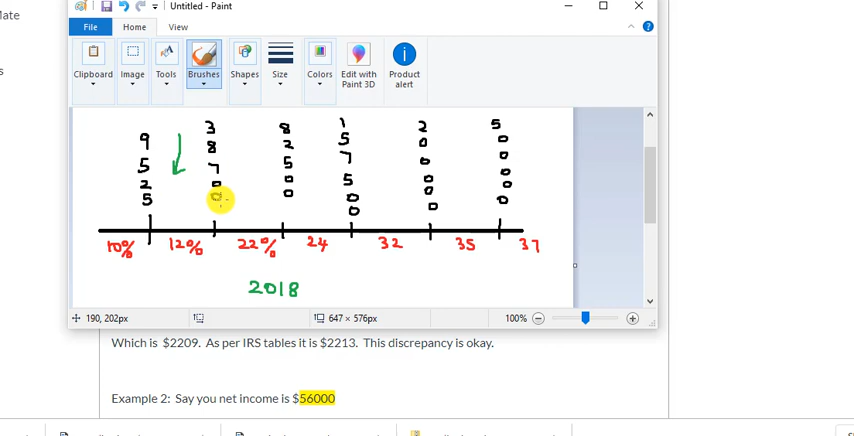 Mate
s
Untitled - Paint
File Home View
Clipboard Image Tools Brushes Shapes Size Colors Edit with Paint 3D Product alert
9525
38700
82500
157500
200000
500000
10% 12% 22% 24 32 35 37
2018
190, 202px 647 × 576px 100%
Which is $2209. As per IRS tables it is $2213. This discrepancy is okay.
Example 2: Say you net income is $56000